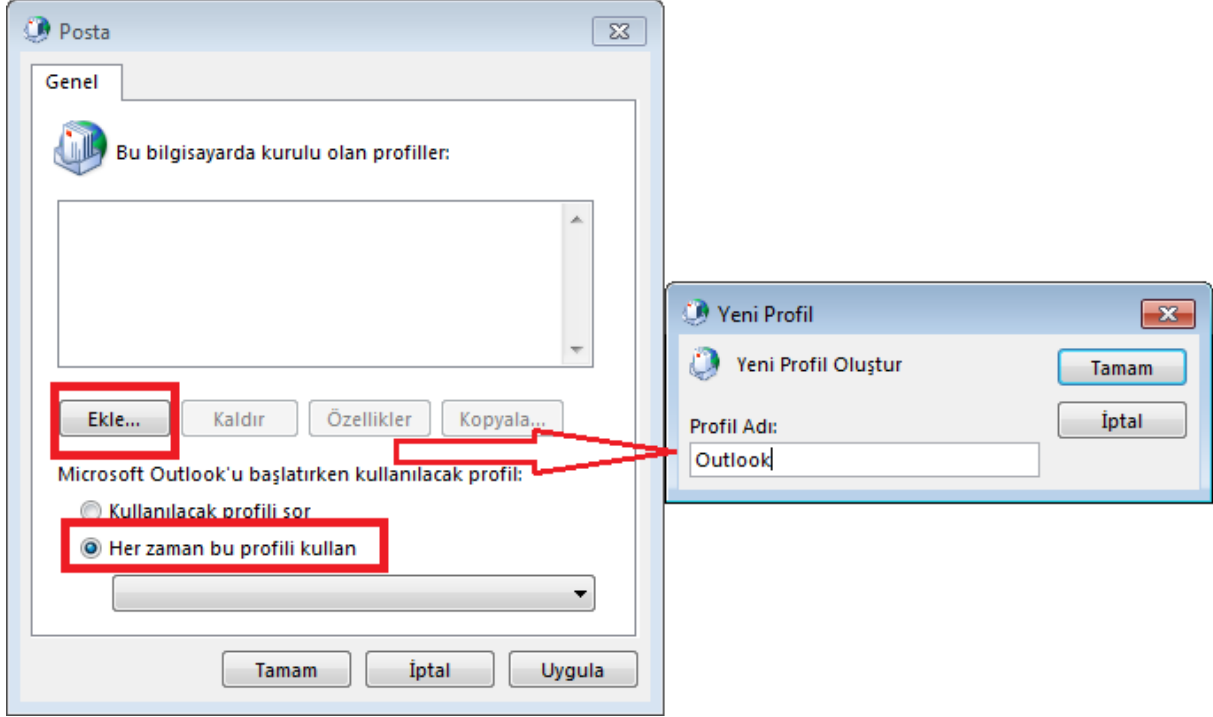 Posta
Genel
Bu bilgisayarda kurulu olan profiller:
Ekle...
Kaldır
Özellikler
Kopyala...
Microsoft Outlook'u başlatırken kullanılacak profil:
Kullanılacak profili sor
Her zaman bu profili kullan
Tamam
İptal
Uygula
Yeni Profil
Yeni Profil Oluştur
Tamam
İptal
Profil Adı:
Outlook